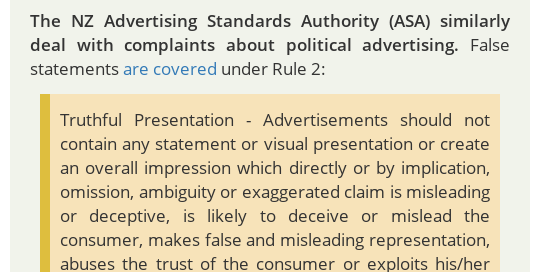 The NZ Advertising Standards Authority (ASA) similarly
deal with complaints about political advertising. False
statements are covered under Rule 2:
Truthful Presentation - Advertisements should not
contain any statement or visual presentation or create
an overall impression which directly or by implication,
omission, ambiguity or exaggerated claim is misleading
or deceptive, is likely to deceive or mislead the
consumer, makes false and misleading representation,
abuses the trust of the consumer or exploits his/her